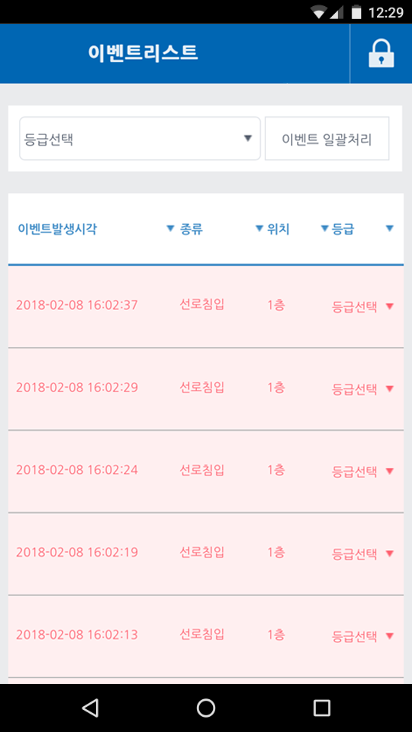 12:29
이벤트리스트
등급선택 이벤트 일괄처리
이벤트발생시각 종류 위치 등급
2018-02-08 16:02:37 선로침입 1층 등급선택
2018-02-08 16:02:29 선로침입 1층 등급선택
2018-02-08 16:02:24 선로침입 1층 등급선택
2018-02-08 16:02:19 선로침입 1층 등급선택
2018-02-08 16:02:13 선로침입 1층 등급선택